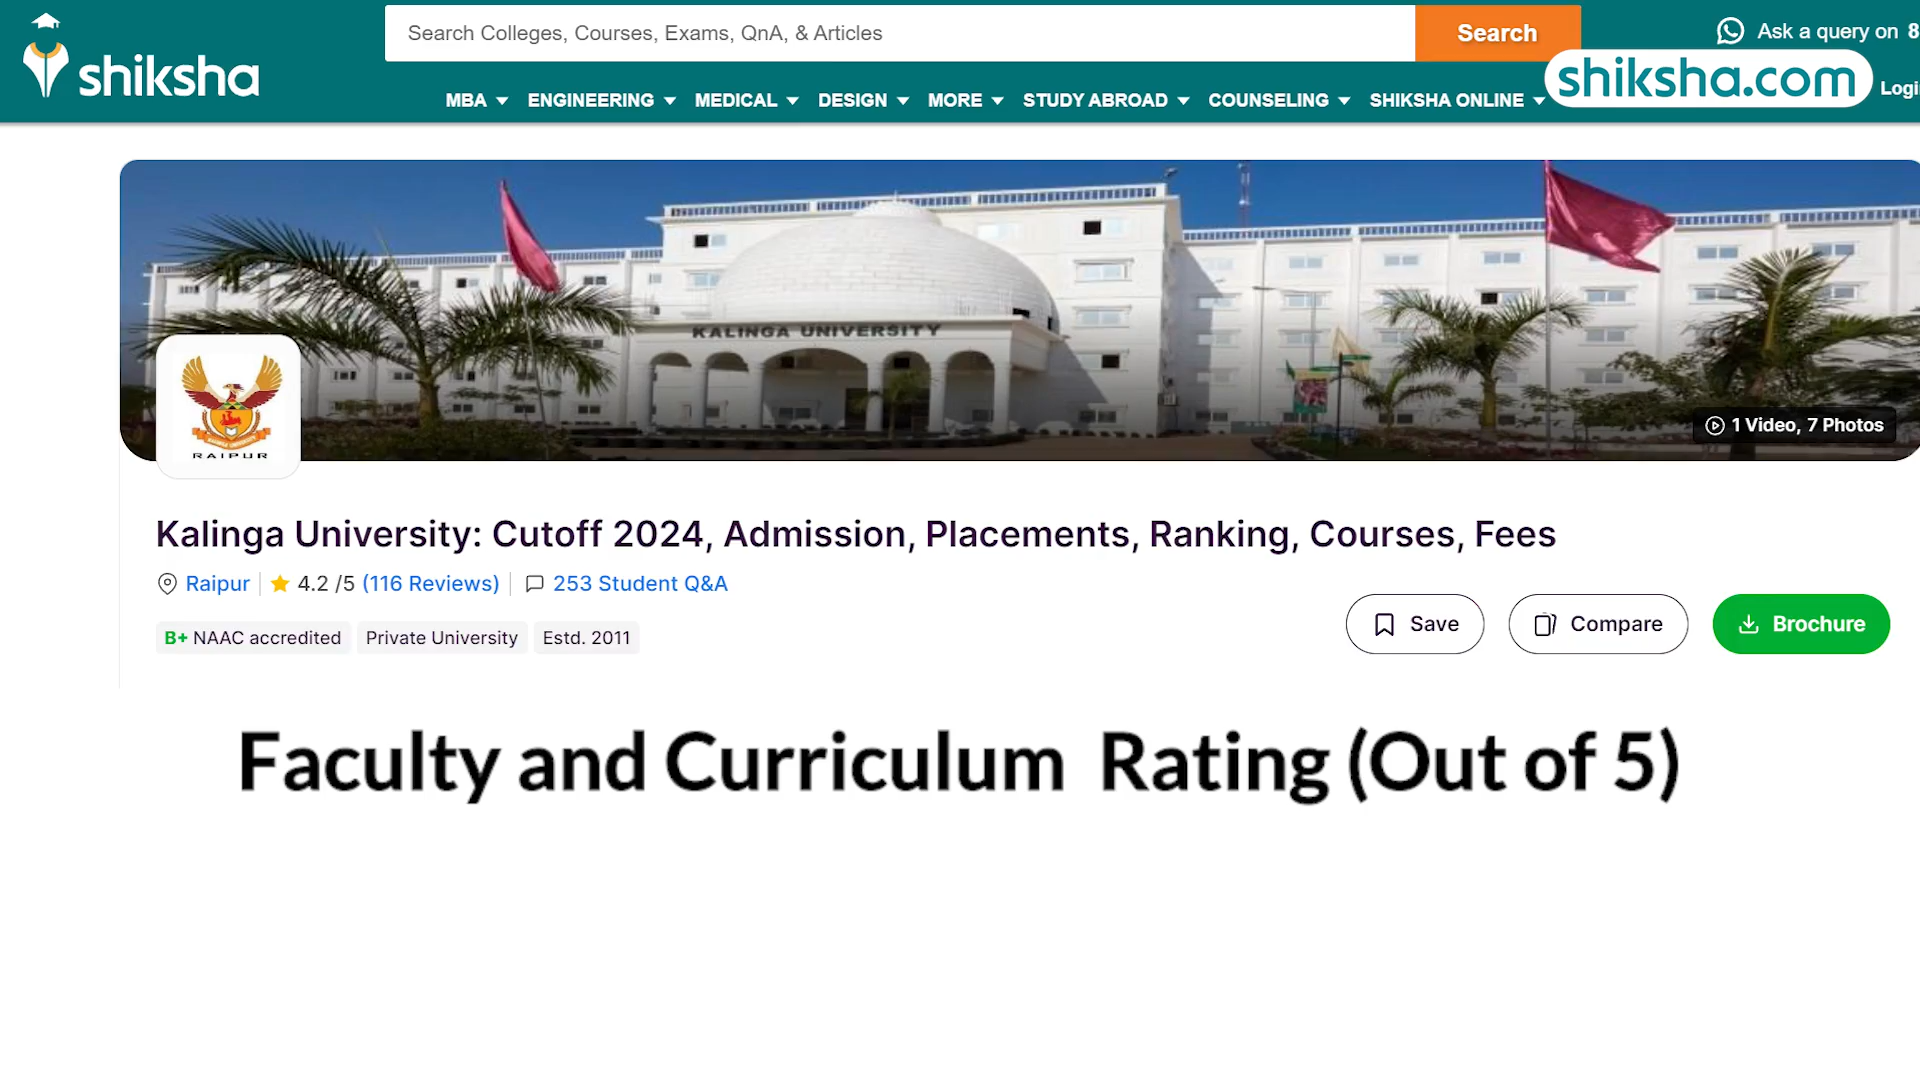 shiksha
Search Colleges, Courses, Exams, QnA, & Articles
Search
Ask a query on 8
MBA
ENGINEERING
MEDICAL
DESIGN
MORE
STUDY ABROAD
COUNSELING
SHIKSHA ONLINE
shiksha.com
Logi
KALINGA UNIVERSITY
RAIPUR
1 Video, 7 Photos
Kalinga University: Cutoff 2024, Admission, Placements, Ranking, Courses, Fees
Raipur
4.2 /5 (116 Reviews)
253 Student Q&A
B+ NAAC accredited
Private University
Estd. 2011
Save
Compare
Brochure
Faculty and Curriculum Rating (Out of 5)